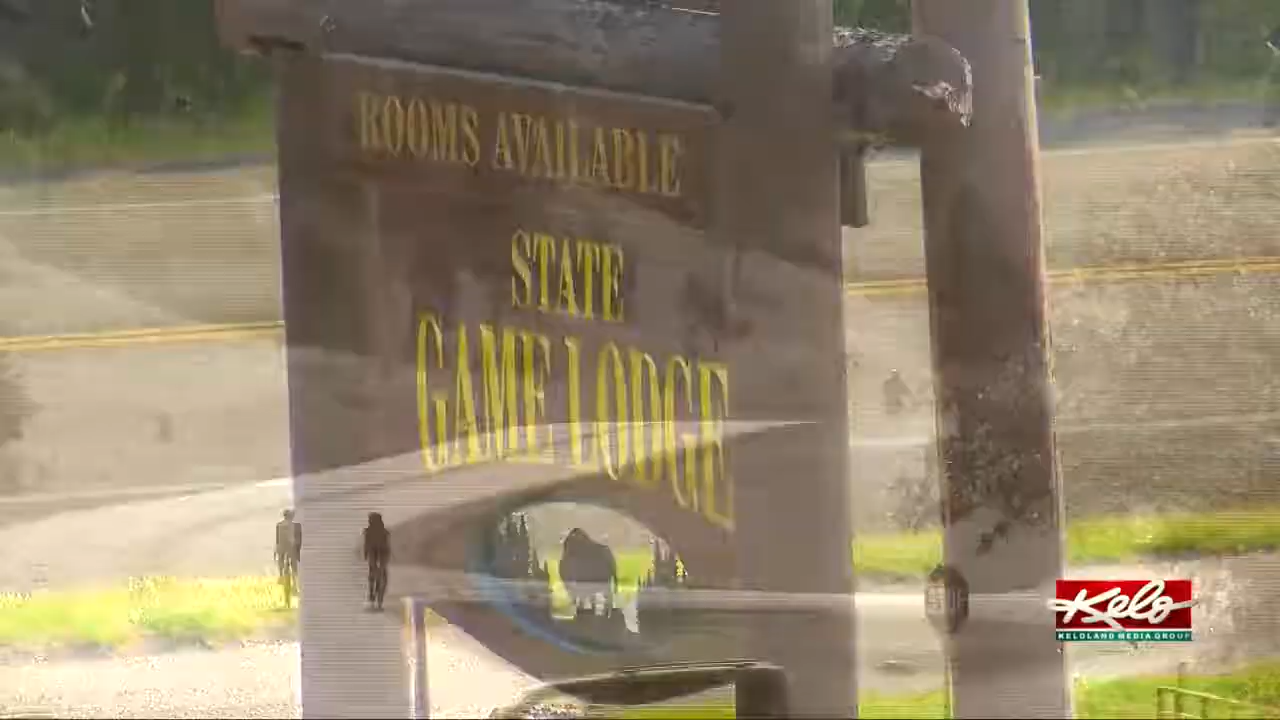 ROOMS AVAILABLE
STATE
GAME LODGE
Kelo
KELOLAND MEDIA GROUP